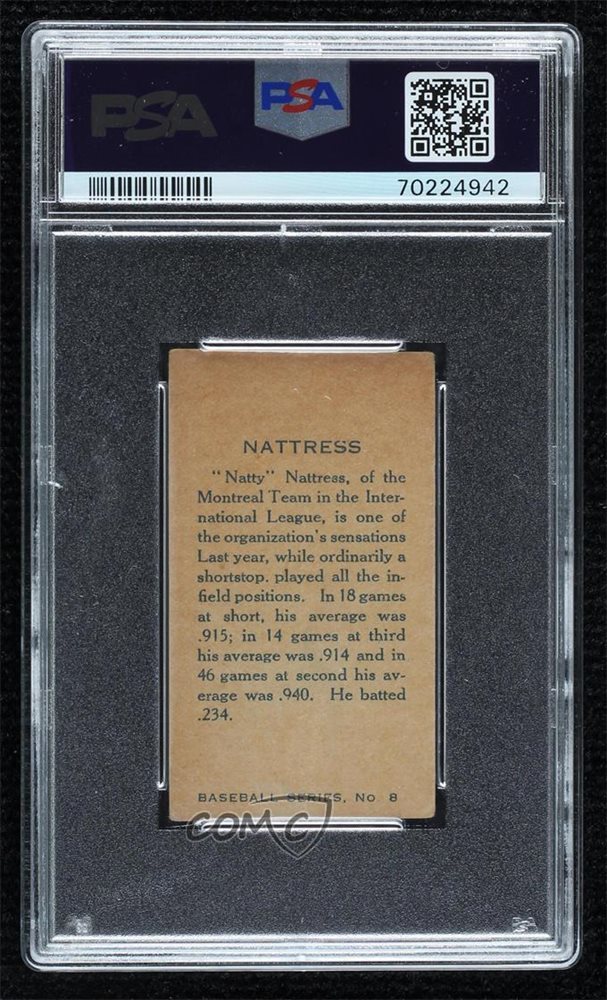 PSA PSA
70224942
NATTRESS
"Natty" Nattress, of the
Montreal Team in the Inter-
national League, is one of
the organization's sensations
Last year, while ordinarily a
shortstop. played all the in-
field positions. In 18 games
at short, his average was
.915; in 14 games at third
his average was .914 and in
46 games at second his av-
erage was .940. He batted
.234.
BASEBALL SERIES, No 8
COMC